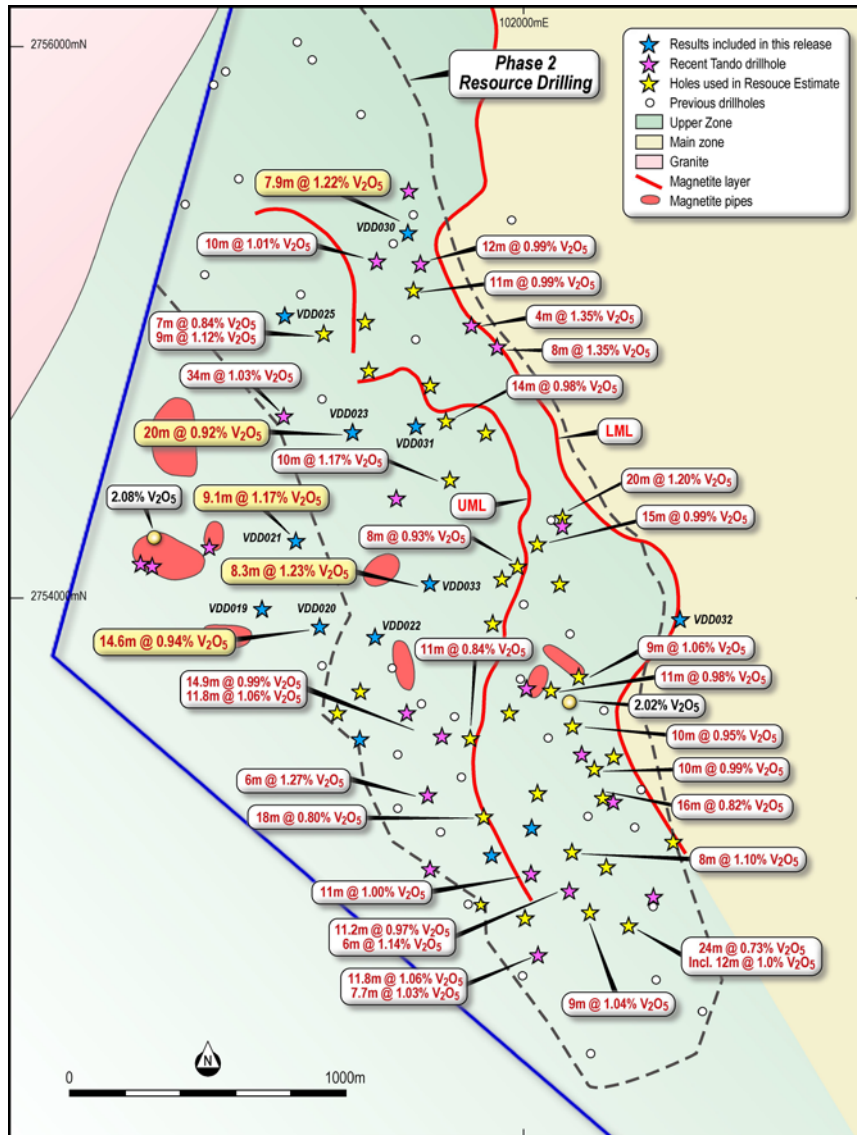 102000mE
2756000mN
Phase 2
Resource Drilling
Results included in this release
Recent Tando drillhole
Holes used in Resouce Estimate
Previous drillholes
Upper Zone
Main zone
Granite
Magnetite layer
Magnetite pipes
7.9m @ 1.22% V₂O₅
VDD030
10m @ 1.01% V₂O₅
12m @ 0.99% V₂O₅
11m @ 0.99% V₂O₅
VDD025
7m @ 0.84% V₂O₅
9m @ 1.12% V₂O₅
4m @ 1.35% V₂O₅
8m @ 1.35% V₂O₅
34m @ 1.03% V₂O₅
14m @ 0.98% V₂O₅
VDD023
20m @ 0.92% V₂O₅
VDD031
LML
10m @ 1.17% V₂O₅
20m @ 1.20% V₂O₅
2.08% V₂O₅
9.1m @ 1.17% V₂O₅
UML
15m @ 0.99% V₂O₅
VDD021
8m @ 0.93% V₂O₅
8.3m @ 1.23% V₂O₅
VDD033
2754000mN
VDD019
VDD020
VDD022
VDD032
14.6m @ 0.94% V₂O₅
11m @ 0.84% V₂O₅
9m @ 1.06% V₂O₅
14.9m @ 0.99% V₂O₅
11.8m @ 1.06% V₂O₅
11m @ 0.98% V₂O₅
2.02% V₂O₅
10m @ 0.95% V₂O₅
10m @ 0.99% V₂O₅
6m @ 1.27% V₂O₅
16m @ 0.82% V₂O₅
18m @ 0.80% V₂O₅
8m @ 1.10% V₂O₅
11m @ 1.00% V₂O₅
11.2m @ 0.97% V₂O₅
6m @ 1.14% V₂O₅
24m @ 0.73% V₂O₅
Incl. 12m @ 1.0% V₂O₅
11.8m @ 1.06% V₂O₅
7.7m @ 1.03% V₂O₅
9m @ 1.04% V₂O₅
N
0
1000m